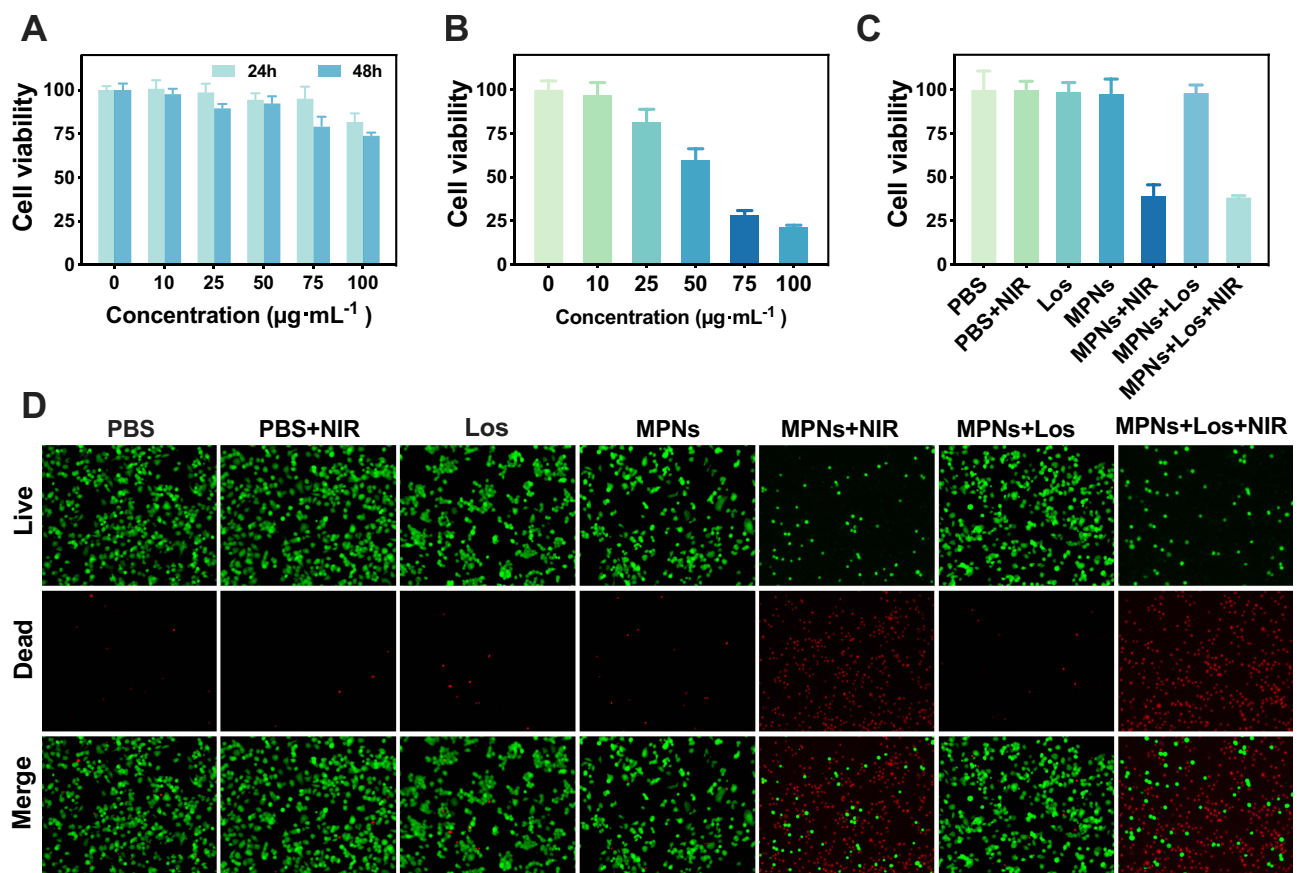 A
24h
48h
Cell viability
100
75
50
25
0
0 10 25 50 75 100
Concentration (μg·mL⁻¹ )
B
Cell viability
100
75
50
25
0
0 10 25 50 75 100
Concentration (μg·mL⁻¹ )
C
Cell viability
100
75
50
25
0
PBS
PBS+NIR
Los
MPNs
MPNs+NIR
MPNs+Los
MPNs+Los+NIR
D
PBS PBS+NIR Los MPNs MPNs+NIR MPNs+Los MPNs+Los+NIR
Live
Dead
Merge